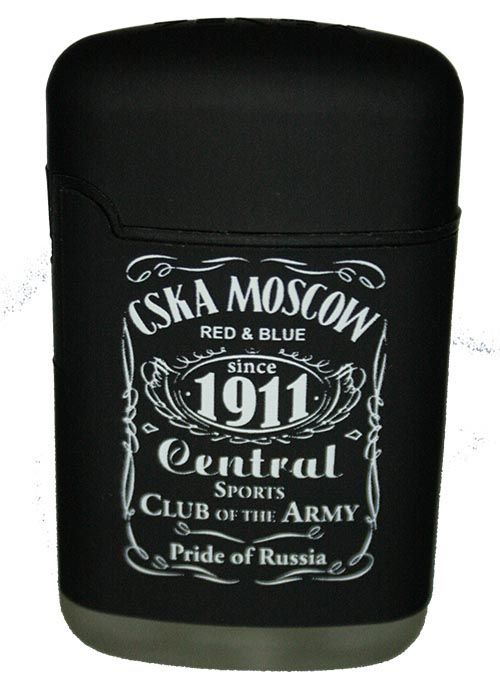 CSKA MOSCOW
RED & BLUE
since
· 1911 ·
Central
SPORTS
CLUB OF THE ARMY
Pride of Russia